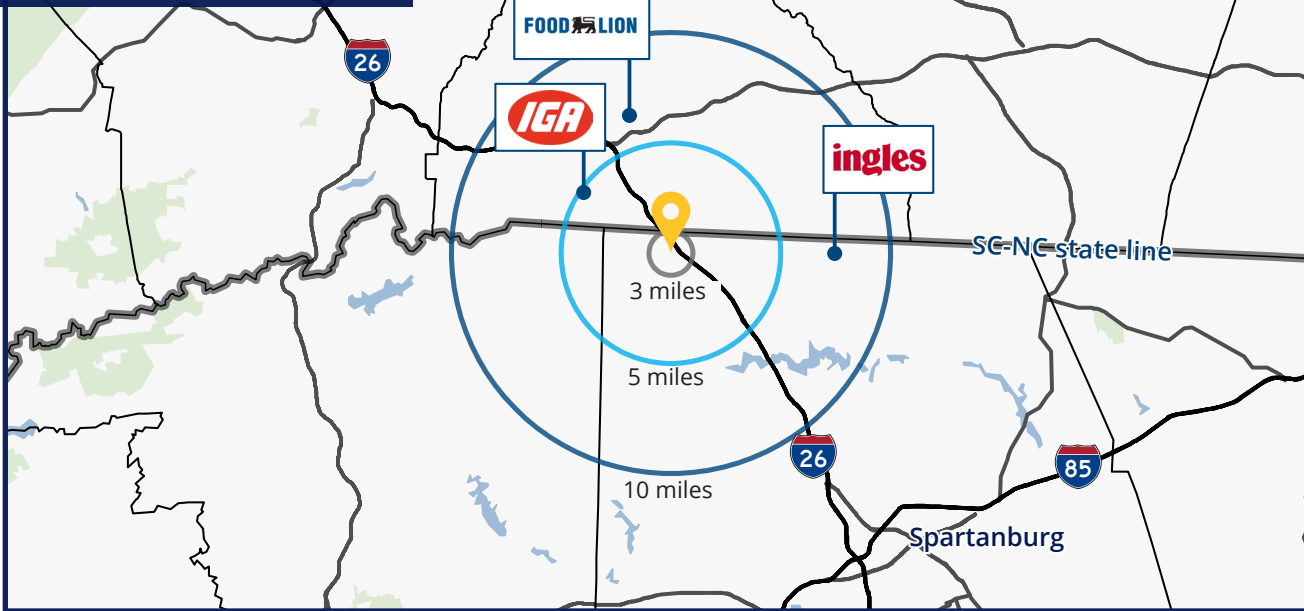 FOOD LION
26
IGA
ingles
SC-NC state line
3 miles
5 miles
26
85
10 miles
Spartanburg